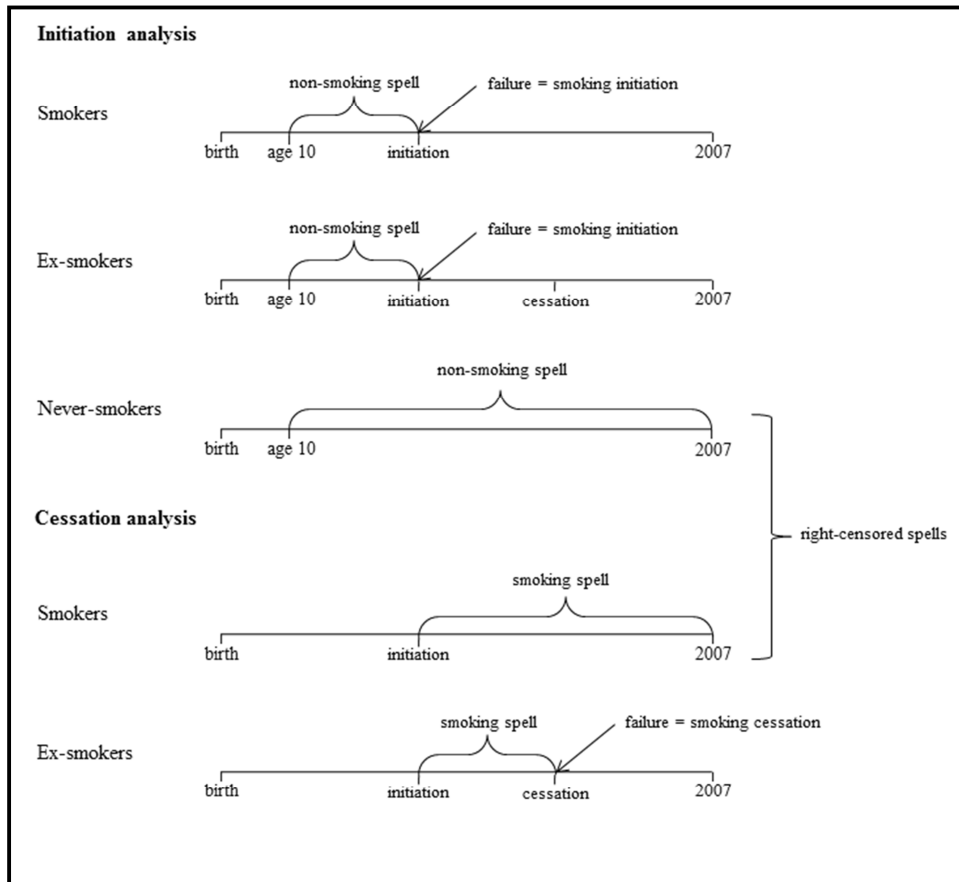 Initiation analysis
non-smoking spell
failure = smoking initiation
Smokers
birth
age 10
initiation
2007
non-smoking spell
failure = smoking initiation
Ex-smokers
birth
age 10
initiation
cessation
2007
non-smoking spell
Never-smokers
birth
age 10
2007
Cessation analysis
right-censored spells
smoking spell
Smokers
birth
initiation
2007
smoking spell
failure = smoking cessation
Ex-smokers
birth
initiation
cessation
2007